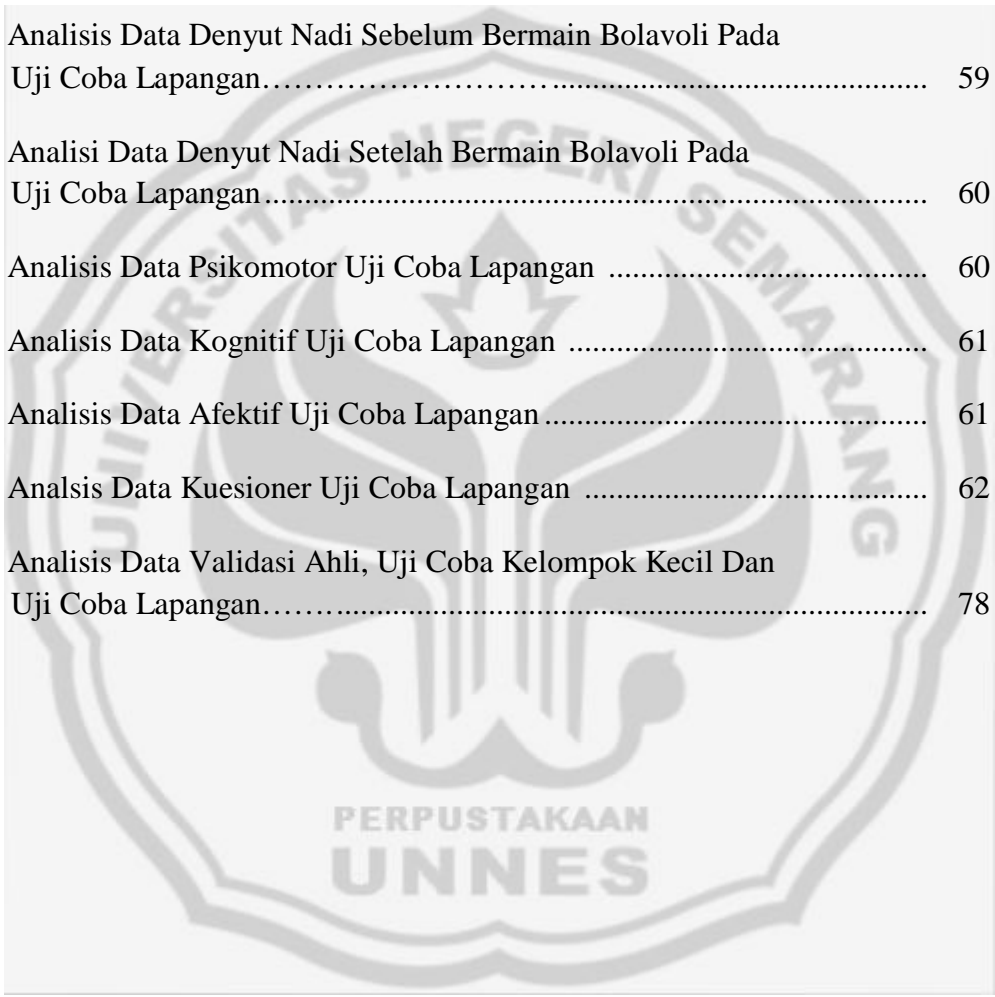 Analisis Data Denyut Nadi Sebelum Bermain Bolavoli Pada
Uji Coba Lapangan................................................................. 59
Analisi Data Denyut Nadi Setelah Bermain Bolavoli Pada
Uji Coba Lapangan................................................................. 60
Analisis Data Psikomotor Uji Coba Lapangan ........................................ 60
Analisis Data Kognitif Uji Coba Lapangan ............................................. 61
Analisis Data Afektif Uji Coba Lapangan ................................................ 61
Analsis Data Kuesioner Uji Coba Lapangan ........................................... 62
Analisis Data Validasi Ahli, Uji Coba Kelompok Kecil Dan
Uji Coba Lapangan................................................................. 78
UNIVERSITAS NEGERI SEMARANG
PERPUSTAKAAN
UNNES